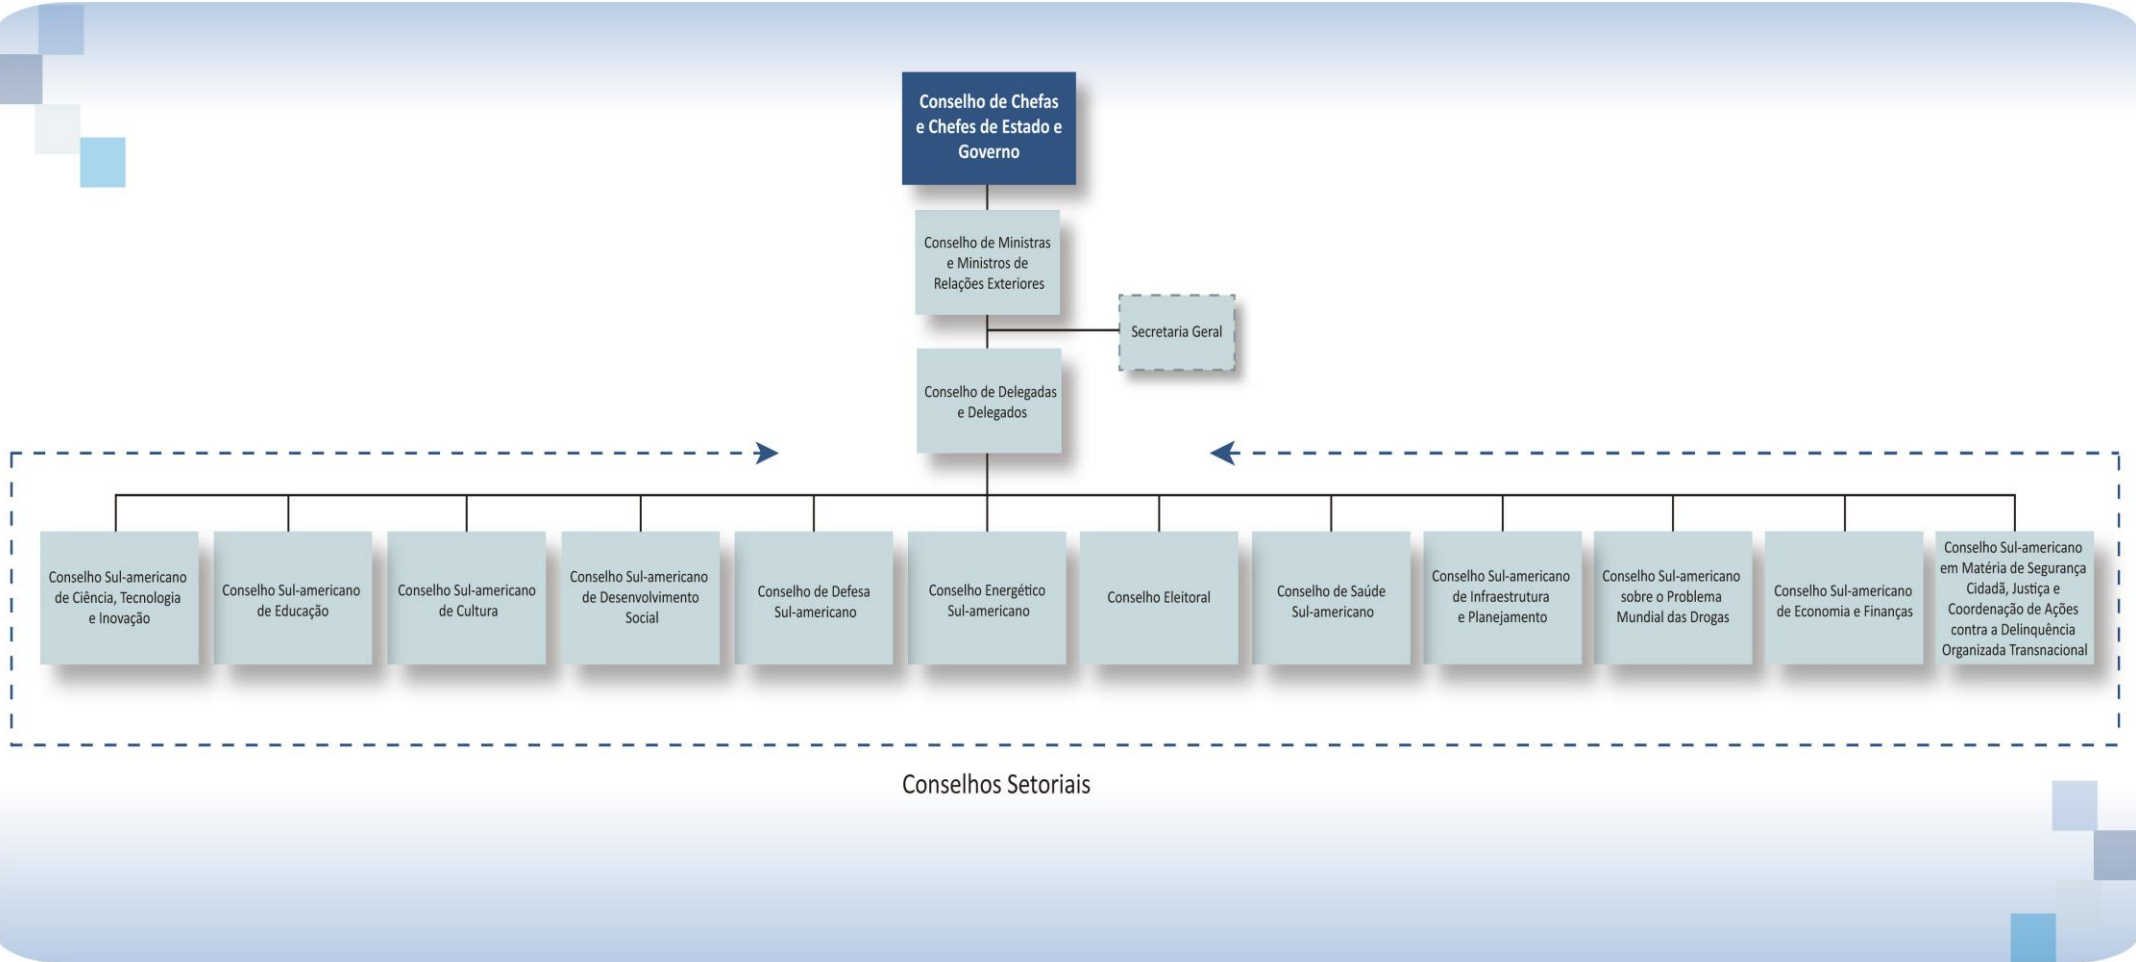 Conselho de Chefas
e Chefes de Estado e
Governo
Conselho de Ministras
e Ministros de
Relações Exteriores
Secretaria Geral
Conselho de Delegadas
e Delegados
Conselho Sul-americano
de Ciência, Tecnologia
e Inovação
Conselho Sul-americano
de Educação
Conselho Sul-americano
de Cultura
Conselho Sul-americano
de Desenvolvimento
Social
Conselho de Defesa
Sul-americano
Conselho Energético
Sul-americano
Conselho Eleitoral
Conselho de Saúde
Sul-americano
Conselho Sul-americano
de Infraestrutura
e Planejamento
Conselho Sul-americano
sobre o Problema
Mundial das Drogas
Conselho Sul-americano
de Economia e Finanças
Conselho Sul-americano
em Matéria de Segurança
Cidadã, Justiça e
Coordenação de Ações
contra a Delinquência
Organizada Transnacional
Conselhos Setoriais